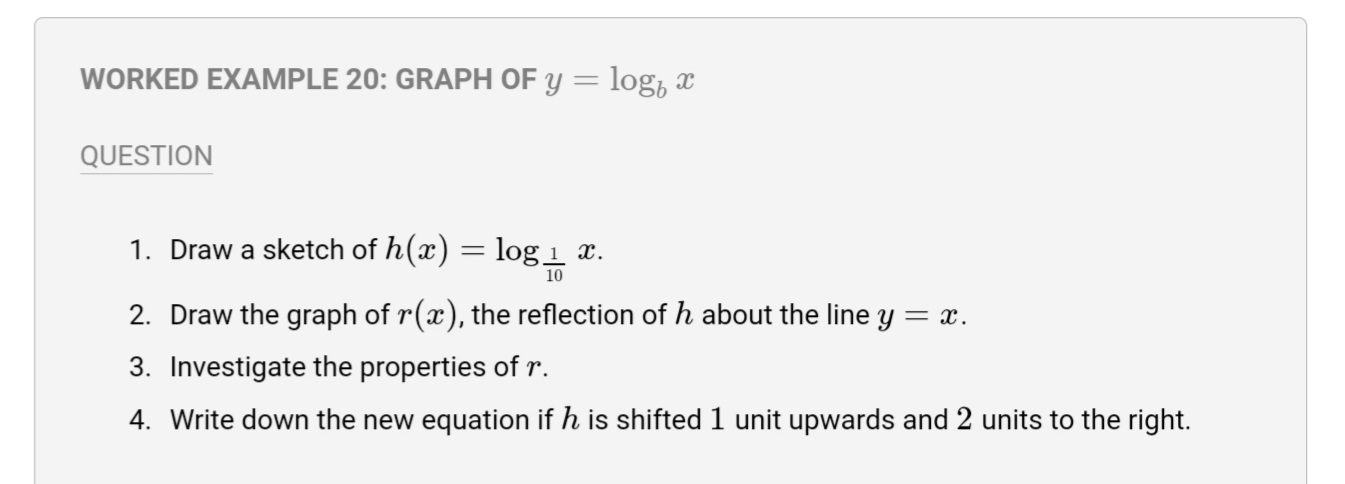 WORKED EXAMPLE 20: GRAPH OF y = log_b x
QUESTION
1. Draw a sketch of h(x) = log_{1/10} x.
2. Draw the graph of r(x), the reflection of h about the line y = x.
3. Investigate the properties of r.
4. Write down the new equation if h is shifted 1 unit upwards and 2 units to the right.